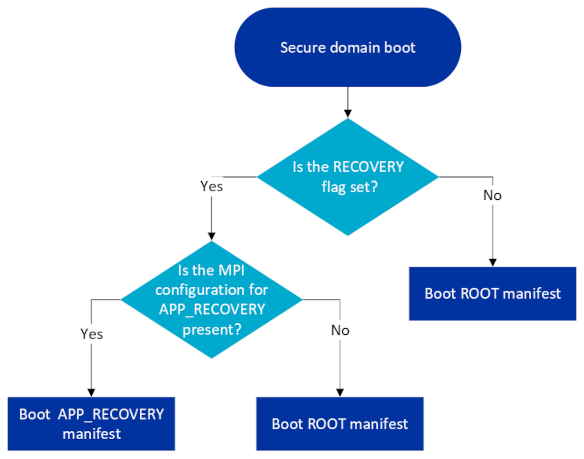 Secure domain boot
Is the RECOVERY
flag set?
Yes
No
Is the MPI
configuration for
APP_RECOVERY
present?
Boot ROOT manifest
Yes
No
Boot APP_RECOVERY
manifest
Boot ROOT manifest